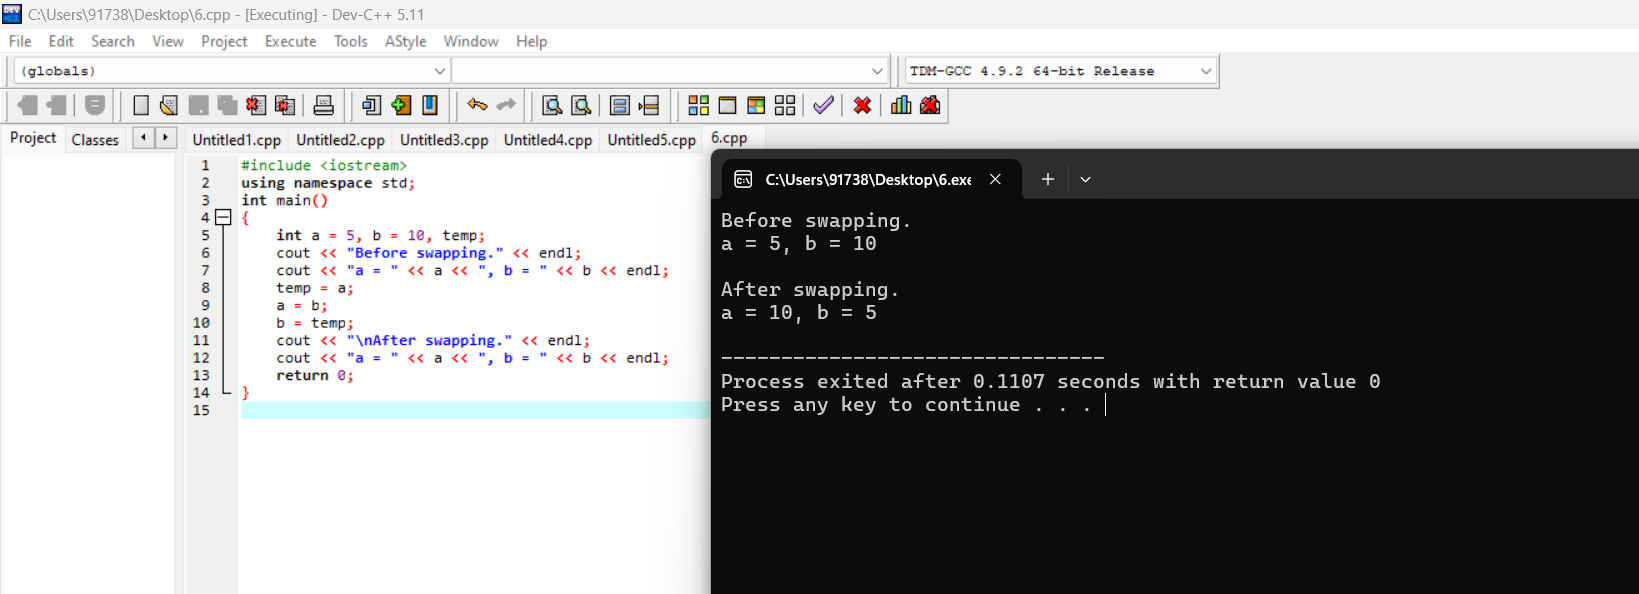 C:\Users\91738\Desktop\6.cpp - [Executing] - Dev-C++ 5.11
File Edit Search View Project Execute Tools AStyle Window Help
(globals)
TDM-GCC 4.9.2 64-bit Release
Project Classes
Untitled1.cpp Untitled2.cpp Untitled3.cpp Untitled4.cpp Untitled5.cpp 6.cpp
1 #include <iostream>
2 using namespace std;
3 int main()
4 {
5 int a = 5, b = 10, temp;
6 cout << "Before swapping." << endl;
7 cout << "a = " << a << ", b = " << b << endl;
8 temp = a;
9 a = b;
10 b = temp;
11 cout << "\nAfter swapping." << endl;
12 cout << "a = " << a << ", b = " << b << endl;
13 return 0;
14 }
15
C:\Users\91738\Desktop\6.exe
Before swapping.
a = 5, b = 10
After swapping.
a = 10, b = 5
--------------------------------
Process exited after 0.1107 seconds with return value 0
Press any key to continue . . .